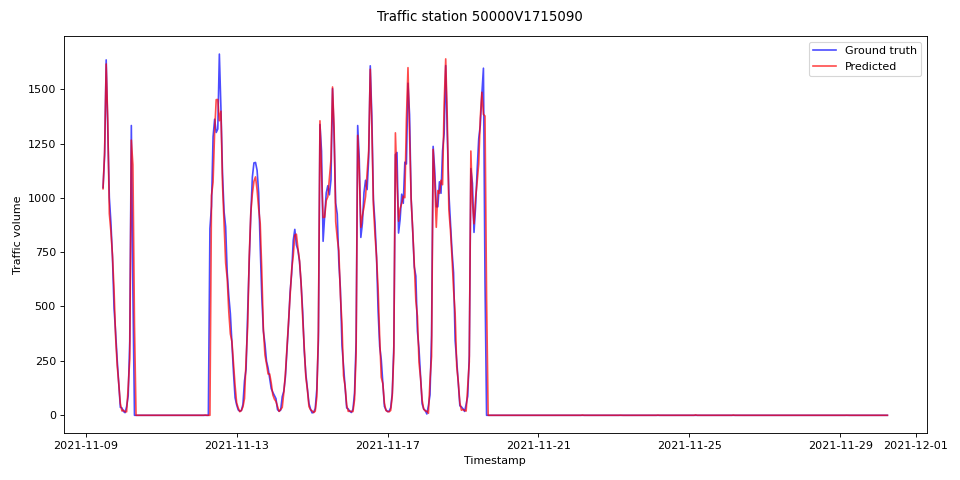 Traffic station 50000V1715090
Ground truth
Predicted
Traffic volume
1500
1250
1000
750
500
250
0
2021-11-09
2021-11-13
2021-11-17
2021-11-21
2021-11-25
2021-11-29
2021-12-01
Timestamp